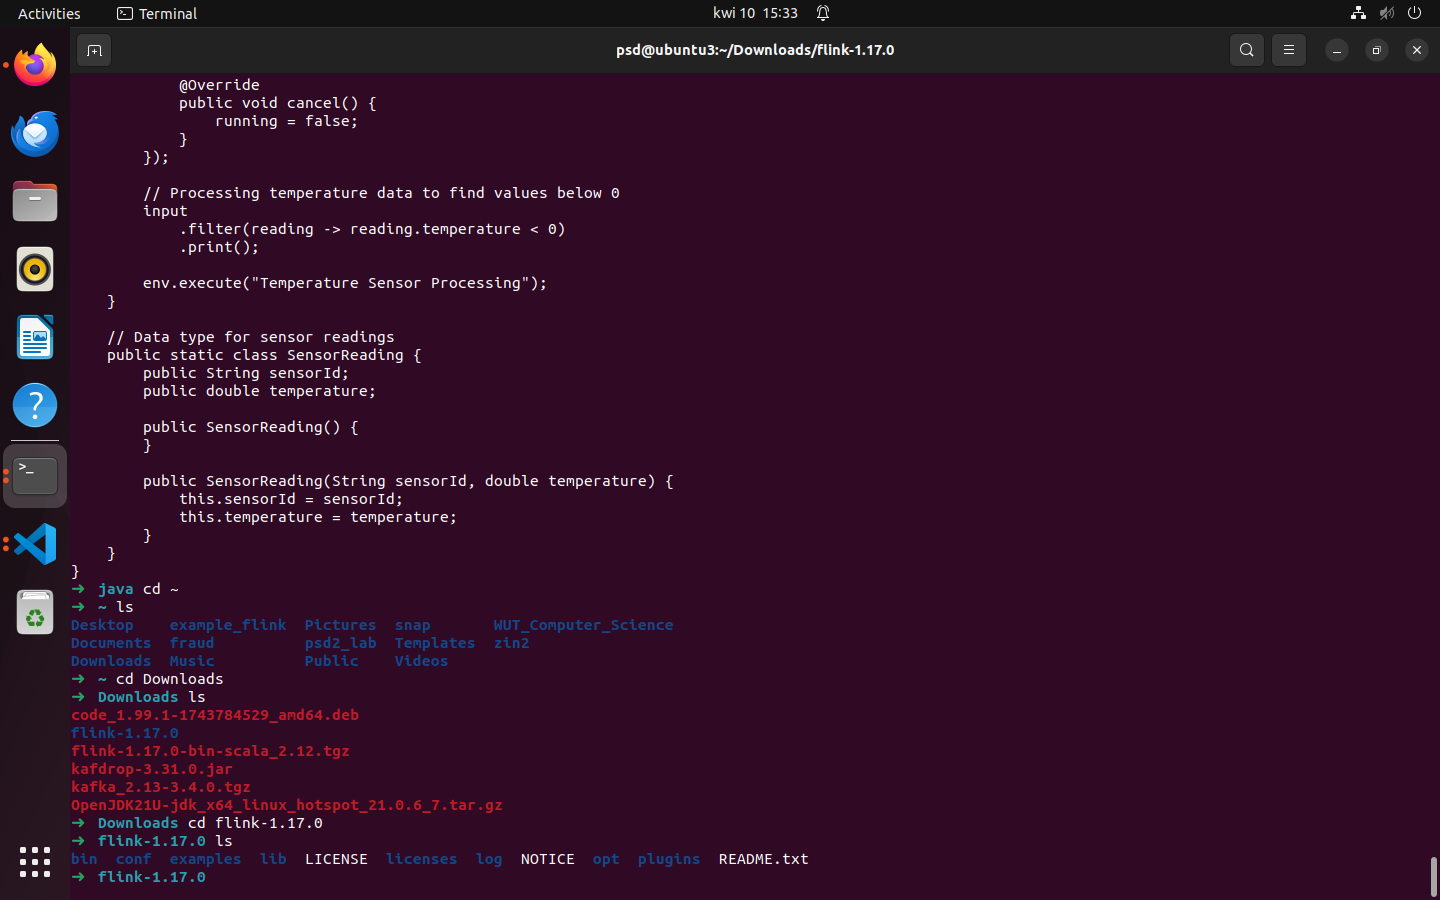 Activities Terminal kwi 10 15:33
psd@ubuntu3:~/Downloads/flink-1.17.0
            @Override
            public void cancel() {
                running = false;
            }
        });

        // Processing temperature data to find values below 0
        input
            .filter(reading -> reading.temperature < 0)
            .print();

        env.execute("Temperature Sensor Processing");
    }

    // Data type for sensor readings
    public static class SensorReading {
        public String sensorId;
        public double temperature;

        public SensorReading() {
        }

        public SensorReading(String sensorId, double temperature) {
            this.sensorId = sensorId;
            this.temperature = temperature;
        }
    }
}
➜  java cd ~
➜  ~ ls
Desktop    example_flink  Pictures  snap       WUT_Computer_Science
Documents  fraud          psd2_lab  Templates  zin2
Downloads  Music          Public    Videos
➜  ~ cd Downloads
➜  Downloads ls
code_1.99.1-1743784529_amd64.deb
flink-1.17.0
flink-1.17.0-bin-scala_2.12.tgz
kafdrop-3.31.0.jar
kafka_2.13-3.4.0.tgz
OpenJDK21U-jdk_x64_linux_hotspot_21.0.6_7.tar.gz
➜  Downloads cd flink-1.17.0
➜  flink-1.17.0 ls
bin  conf  examples  lib  LICENSE  licenses  log  NOTICE  opt  plugins  README.txt
➜  flink-1.17.0